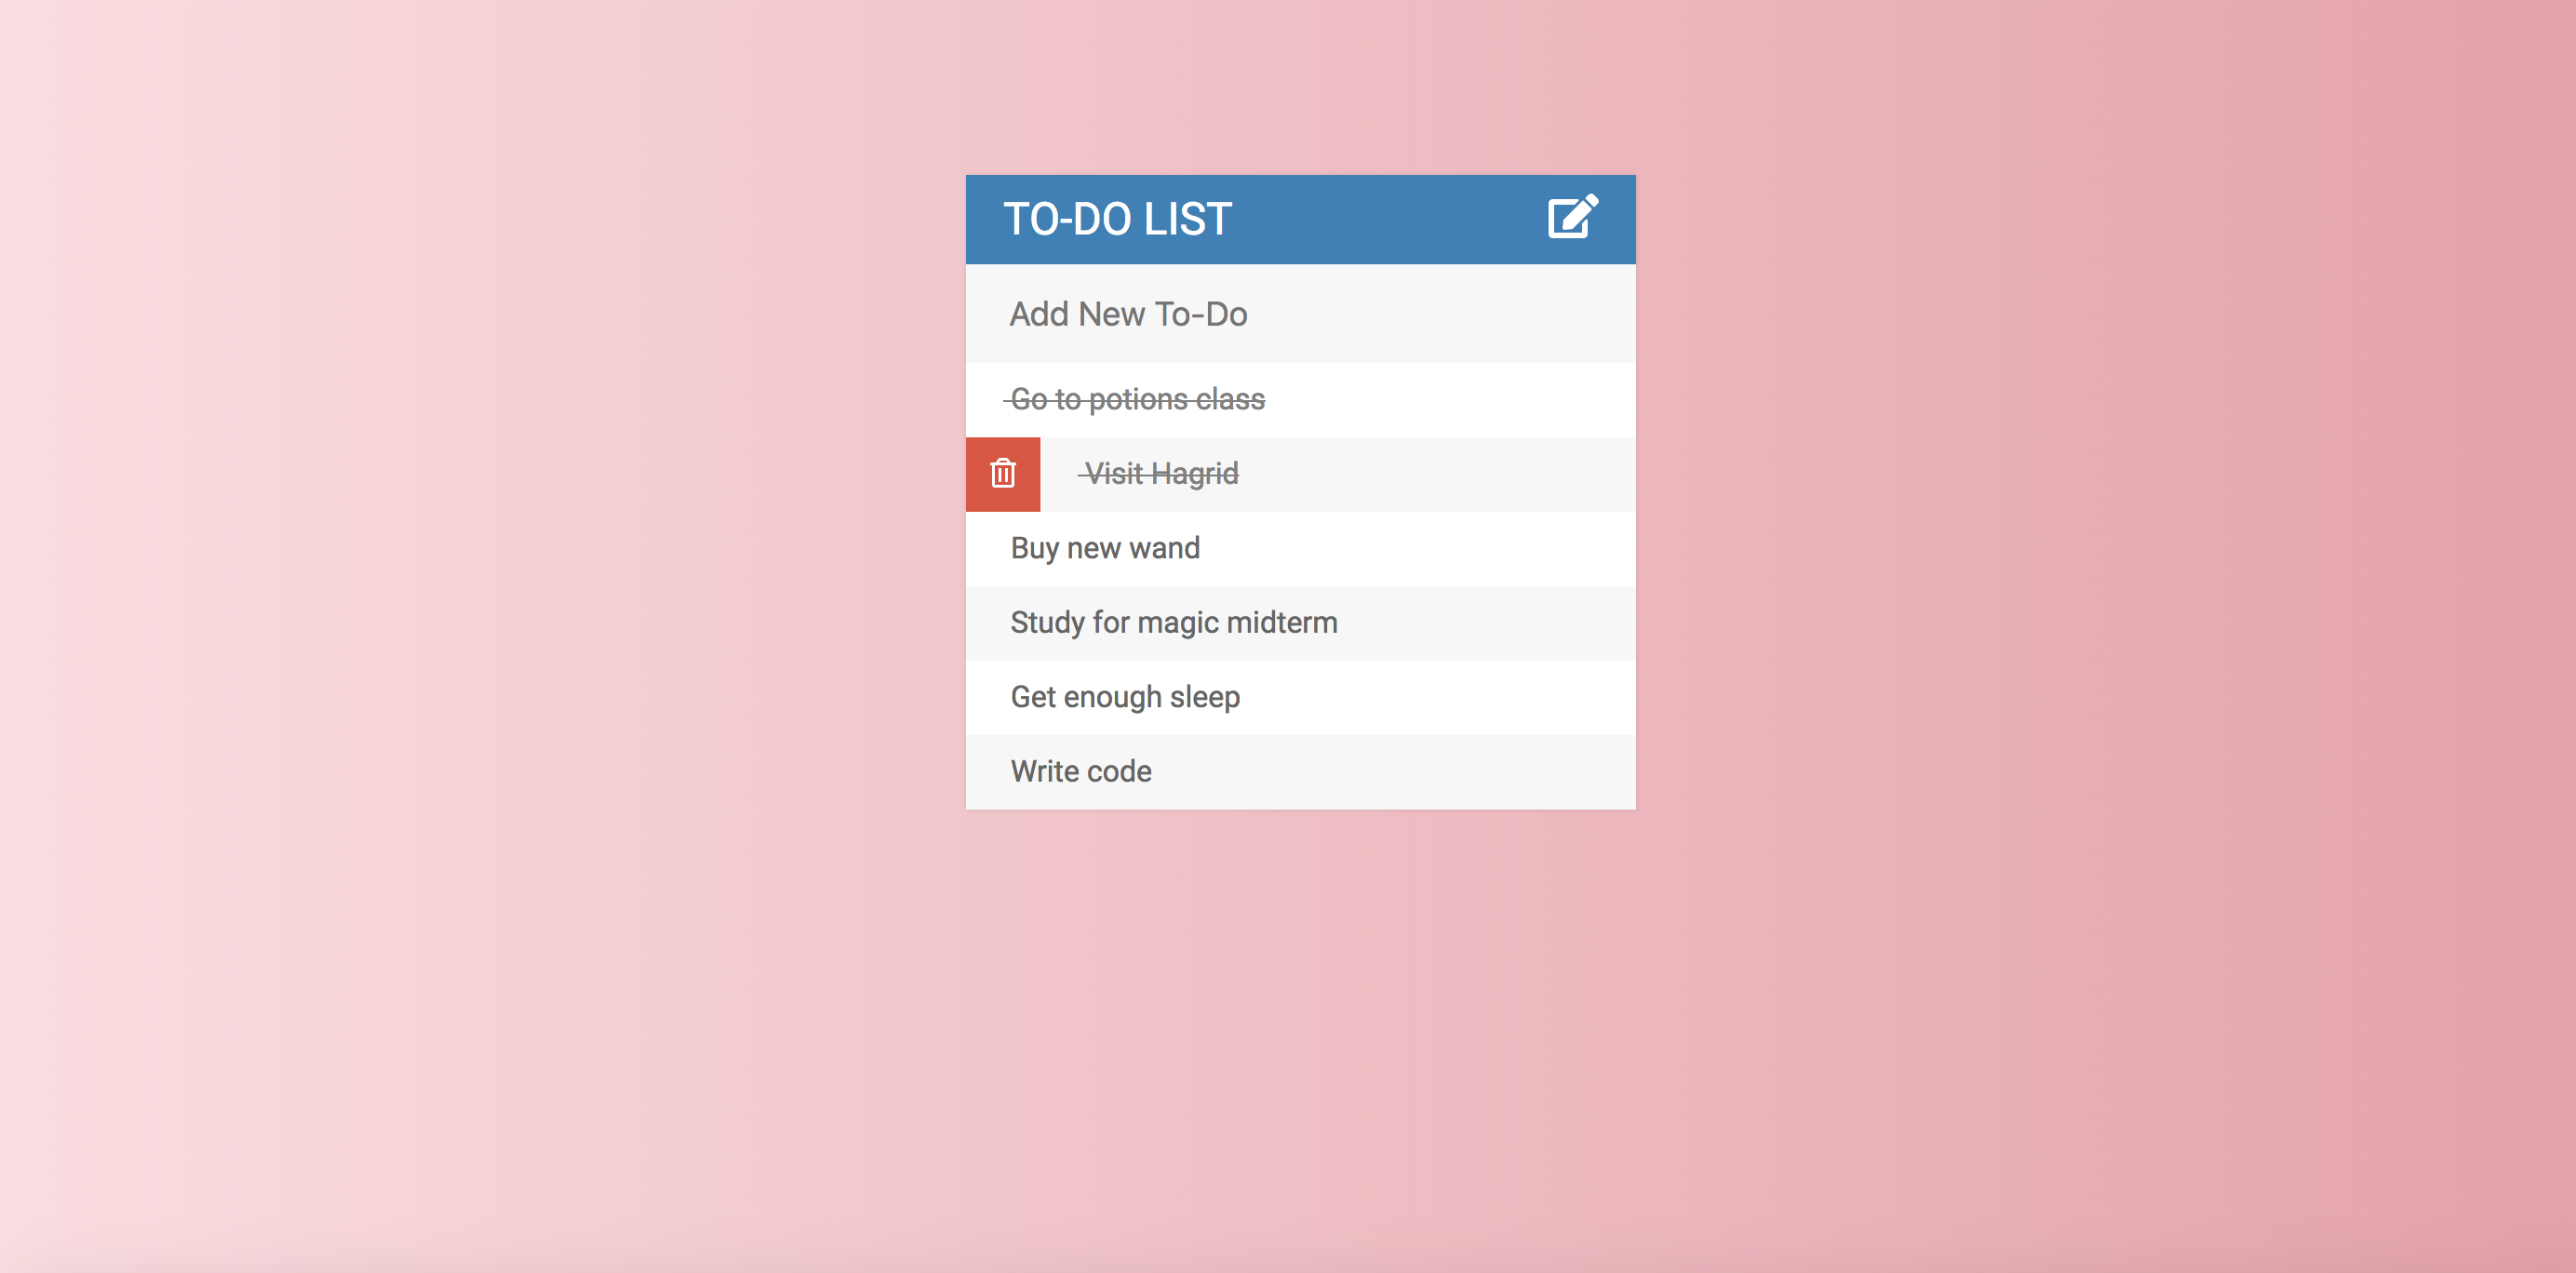 TO-DO LIST
Add New To-Do
Go to potions class
Visit Hagrid
Buy new wand
Study for magic midterm
Get enough sleep
Write code